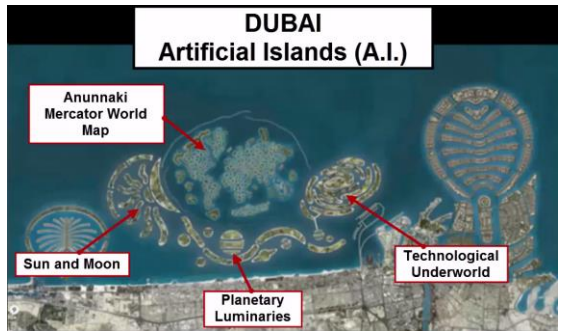 DUBAI
Artificial Islands (A.I.)
Anunnaki
Mercator World
Map
Sun and Moon
Planetary
Luminaries
Technological
Underworld